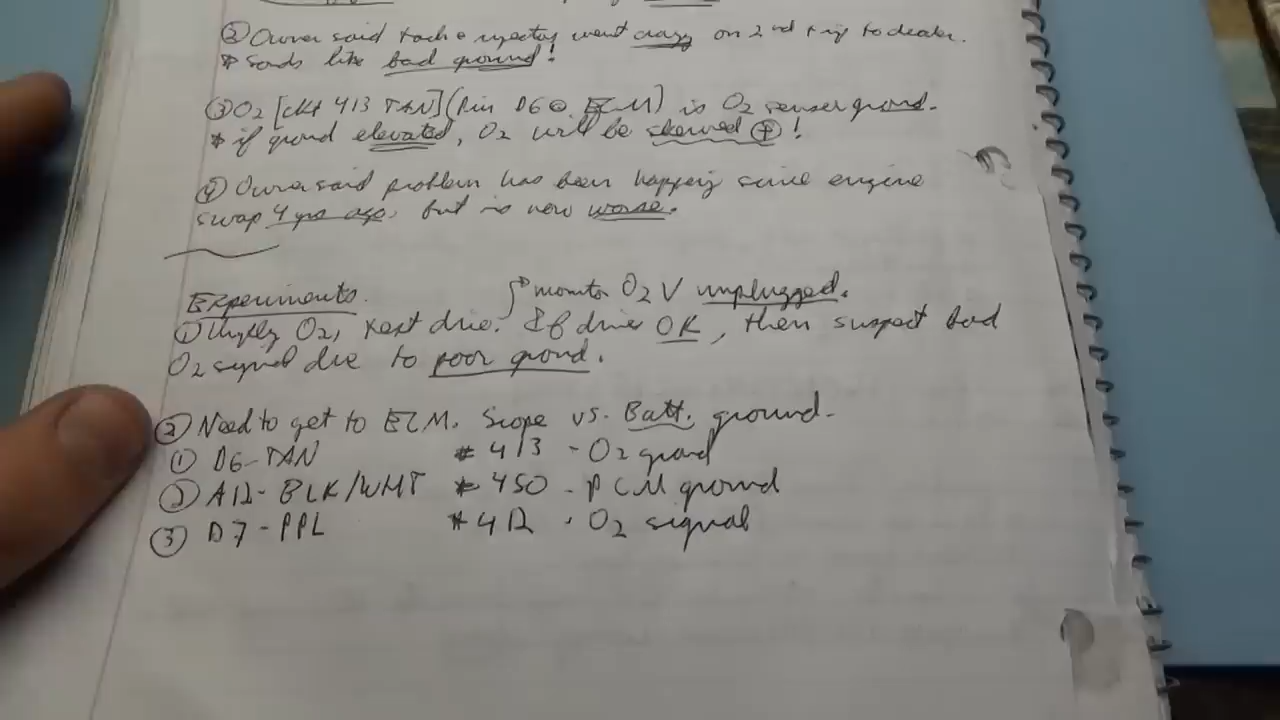 ② Owner said tach & went crazy on 2nd trip to dealer.
* Sonds like bad ground!
③ O2 [ckt 413 TAN] (Pin D6 @ ECM) is O2 sensor ground.
* if ground elevated, O2 will be skewed ⊕!
④ Owner said problem has been happenig since engine
swap 4 yrs ago, but is now worse.
Experiments.
monitor O2 V unplugged.
① Unplug O2, test drive. If drives OK, then suspect bad
O2 signal due to poor ground.
② Need to get to ECM. Scope vs. Batt. ground.
① D6-TAN # 413 - O2 ground
② A12- BLK/WHT # 450 - PCM ground
③ D7-PPL # 412 - O2 signal